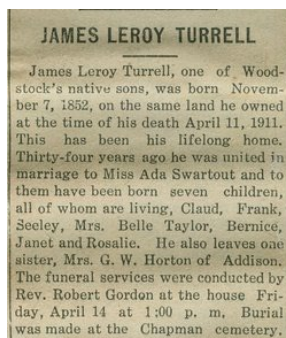 JAMES LEROY TURRELL
James Leroy Turrell, one of Wood-
stock's native sons, was born Novem-
ber 7, 1852, on the same land he owned
at the time of his death April 11, 1911.
This has been his lifelong home.
Thirty-four years ago he was united in
marriage to Miss Ada Swartout and to
them have been born seven children,
all of whom are living, Claud, Frank,
Seeley, Mrs. Belle Taylor, Bernice,
Janet and Rosalie. He also leaves one
sister, Mrs. G. W. Horton of Addison.
The funeral services were conducted by
Rev. Robert Gordon at the house Fri-
day, April 14 at 1:00 p. m. Burial
was made at the Chapman cemetery.